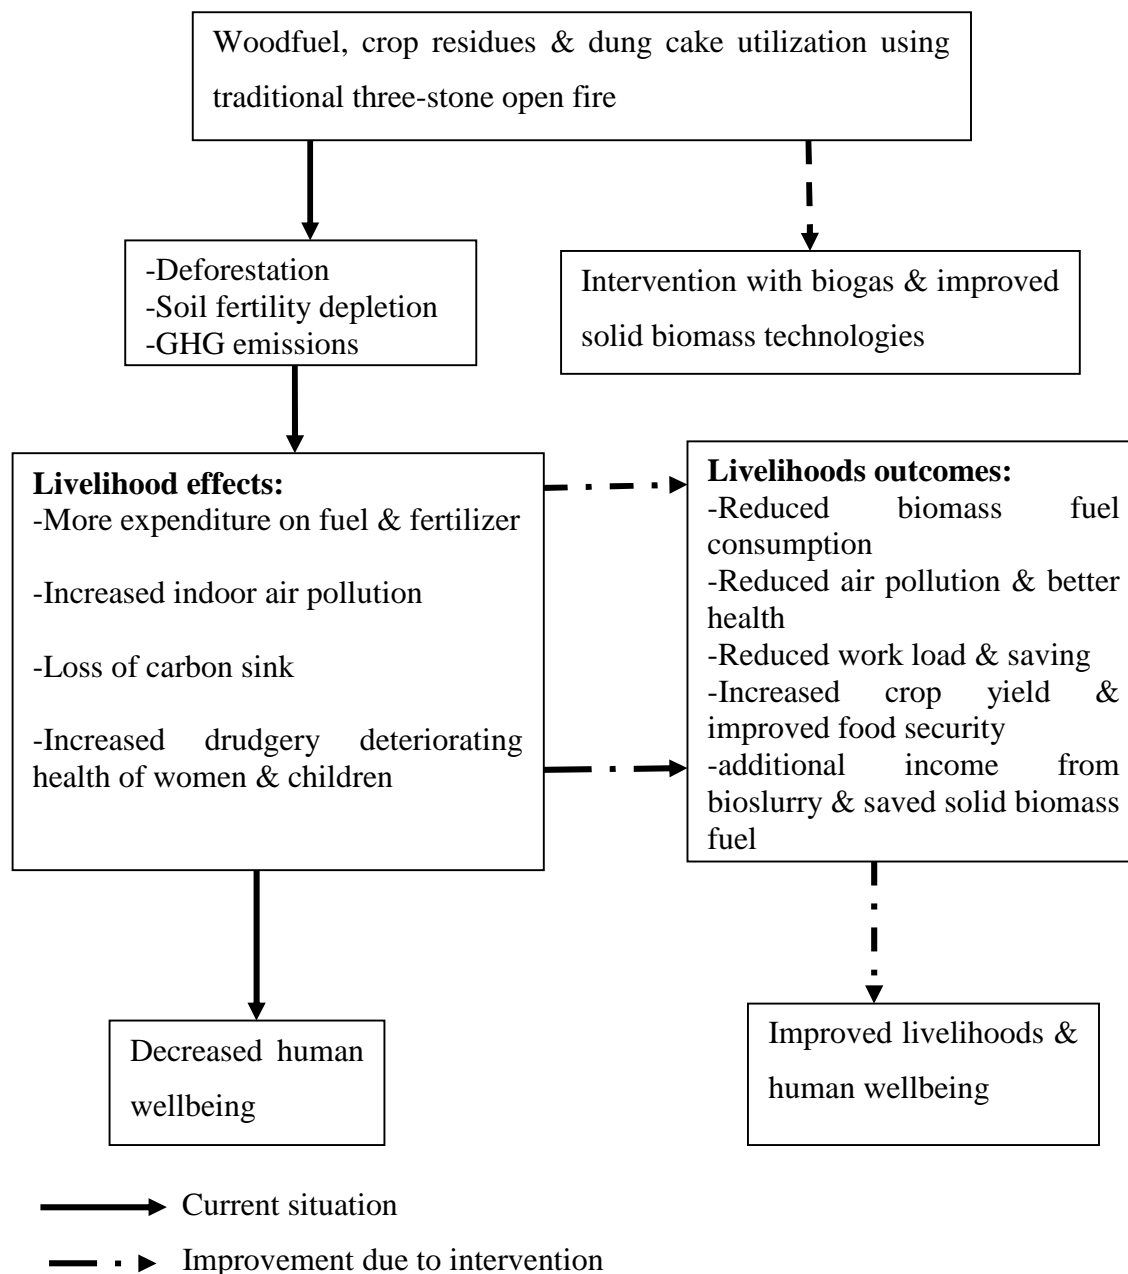 Woodfuel, crop residues & dung cake utilization using
traditional three-stone open fire
-Deforestation
-Soil fertility depletion
-GHG emissions
Intervention with biogas & improved
solid biomass technologies
Livelihood effects:
-More expenditure on fuel & fertilizer
-Increased indoor air pollution
-Loss of carbon sink
-Increased drudgery deteriorating
health of women & children
Livelihoods outcomes:
-Reduced biomass fuel
consumption
-Reduced air pollution & better
health
-Reduced work load & saving
-Increased crop yield &
improved food security
-additional income from
bioslurry & saved solid biomass
fuel
Decreased human
wellbeing
Improved livelihoods &
human wellbeing
Current situation
Improvement due to intervention